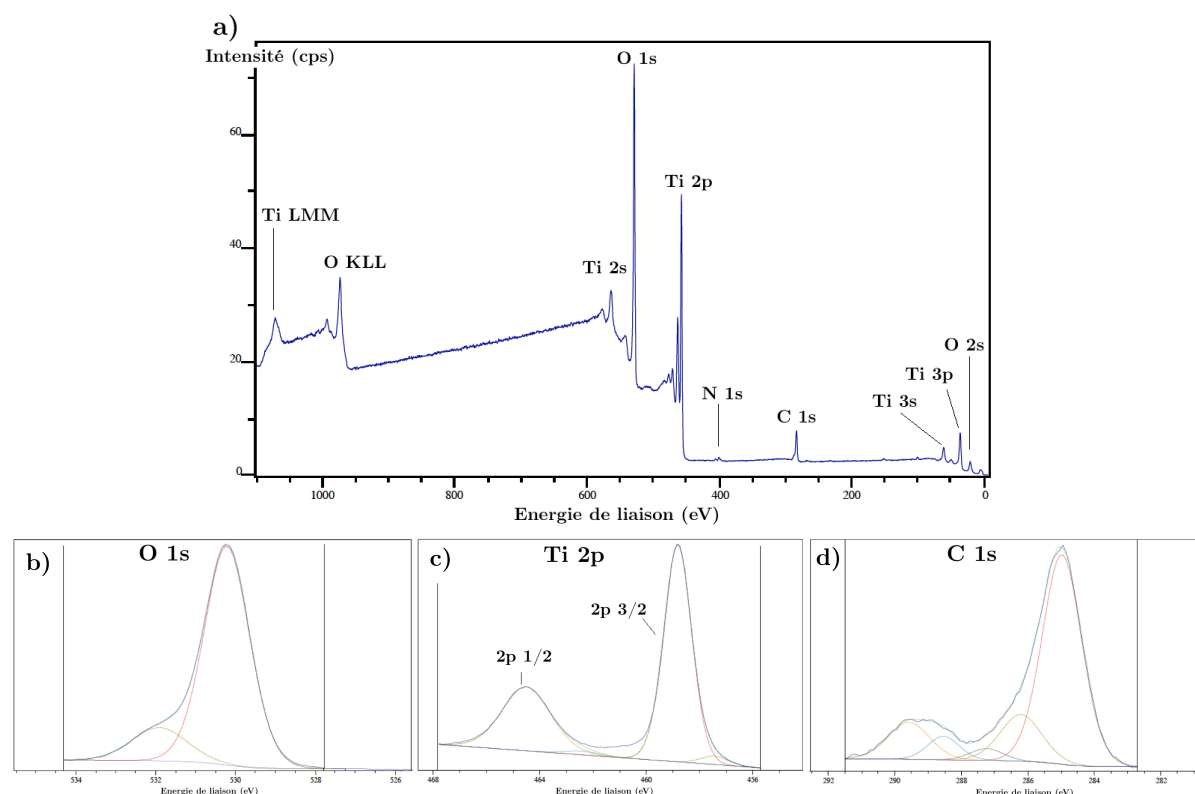 a)
Intensité (cps)
O 1s
60
Ti 2p
Ti LMM
40
O KLL
Ti 2s
O 2s
20
Ti 3p
N 1s
Ti 3s
C 1s
0
1000 800 600 400 200 0
Energie de liaison (eV)
b)
O 1s
534 532 530 528 526
Energie de liaison (eV)
c)
Ti 2p
2p 3/2
2p 1/2
468 464 460 456
Energie de liaison (eV)
d)
C 1s
292 290 288 286 284 282
Energie de liaison (eV)